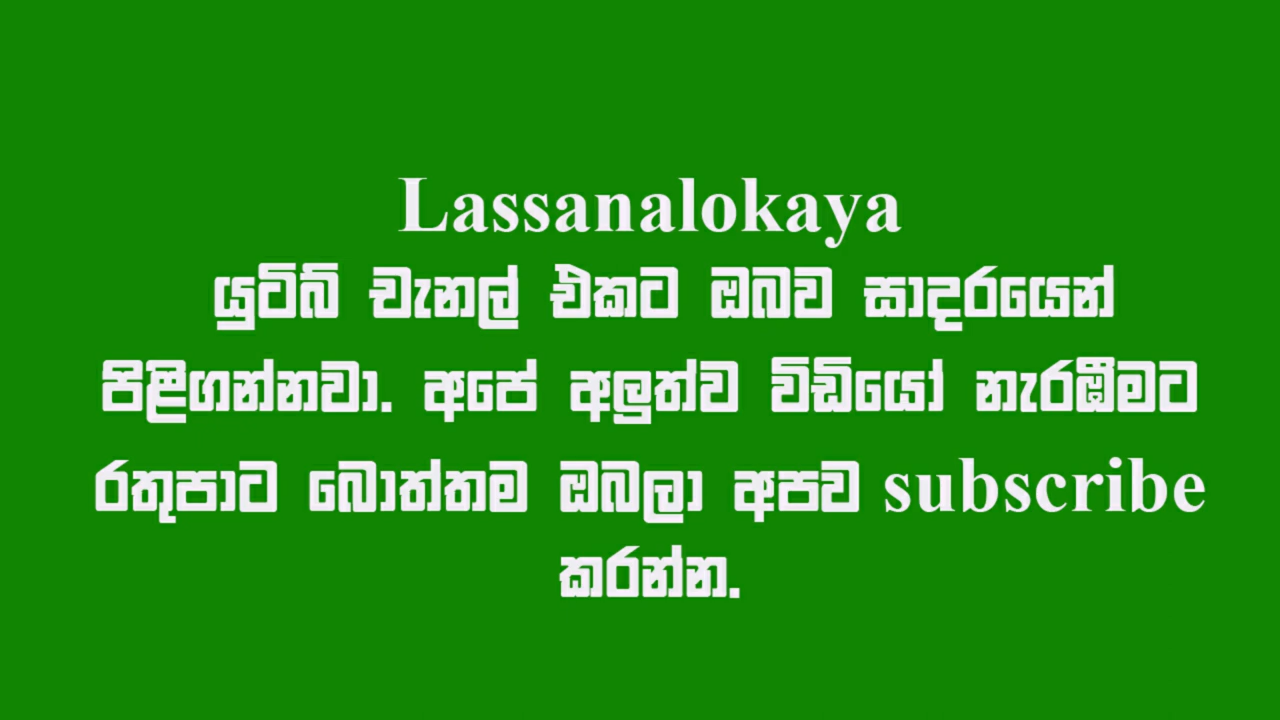 Lassanalokaya
යුටිබ් චැනල් එකට ඔබව සාදරයෙන්
පිළිගන්නවා. අපේ අලුත්ව විඩියෝ නැරඹීමට
රතුපාට බොත්තම ඔබලා අපව subscribe
කරන්න.